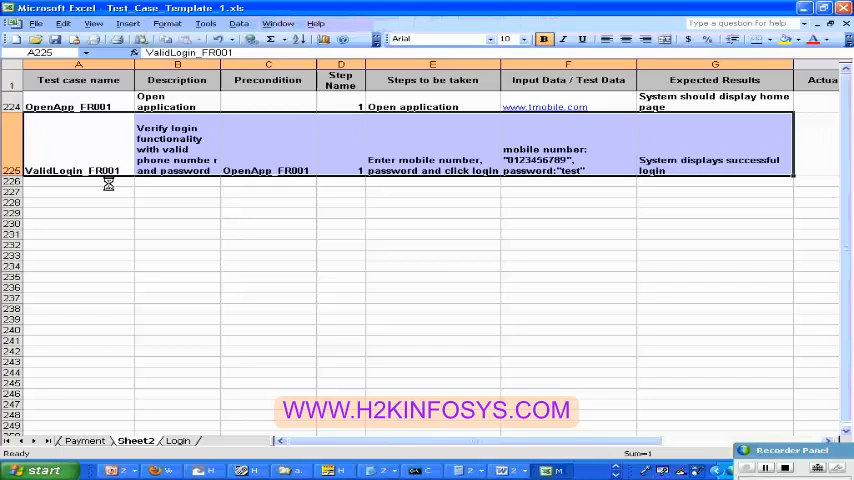 Microsoft Excel - Test_Case_Template_1.xls
File Edit View Insert Format Tools Data Window Help
Arial 10 B I U $ %
A225 fx ValidLogin_FR001
A B C D E F G
1 Test case name Description Precondition Step Name Steps to be taken Input Data / Test Data Expected Results Actua
224 OpenApp_FR001 Open application 1 Open application www.tmobile.com System should display home page
225 ValidLogin_FR001 Verify login functionality with valid phone numbe r and password OpenApp_FR001 1 Enter mobile number, password and click login mobile number: "0123456789", password:"test" System displays successful login
226
227
228
229
230
231
232
233
234
235
236
237
238
239
240
241
242
243
244
245
246
247
248
249
WWW.H2KINFOSYS.COM
Payment Sheet2 Login
Ready Sum=1
Recorder Panel
start 2 W H H a. H 2 C 2 2 M